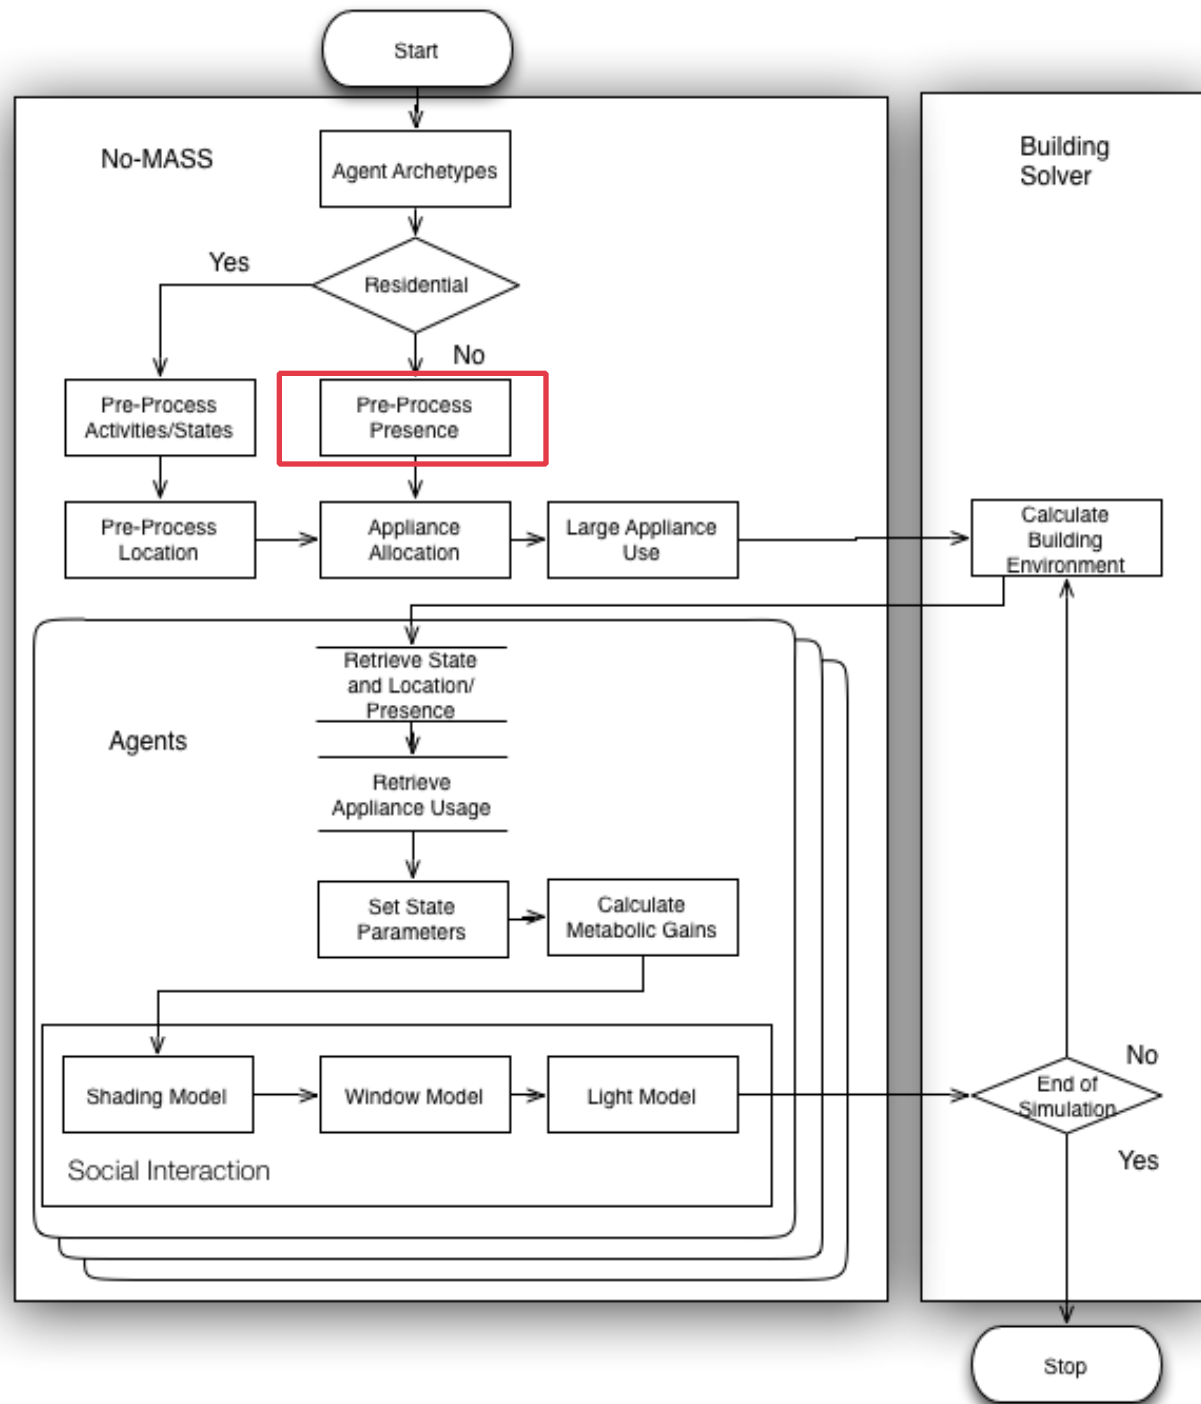 Start
No-MASS
Building
Solver
Agent Archetypes
Yes
Residential
No
Pre-Process
Activities/States
Pre-Process
Presence
Pre-Process
Location
Appliance
Allocation
Large Appliance
Use
Calculate
Building
Environment
Retrieve State
and Location/
Presence
Agents
Retrieve
Appliance Usage
Set State
Parameters
Calculate
Metabolic Gains
Shading Model
Window Model
Light Model
No
End of
Simulation
Yes
Social Interaction
Stop